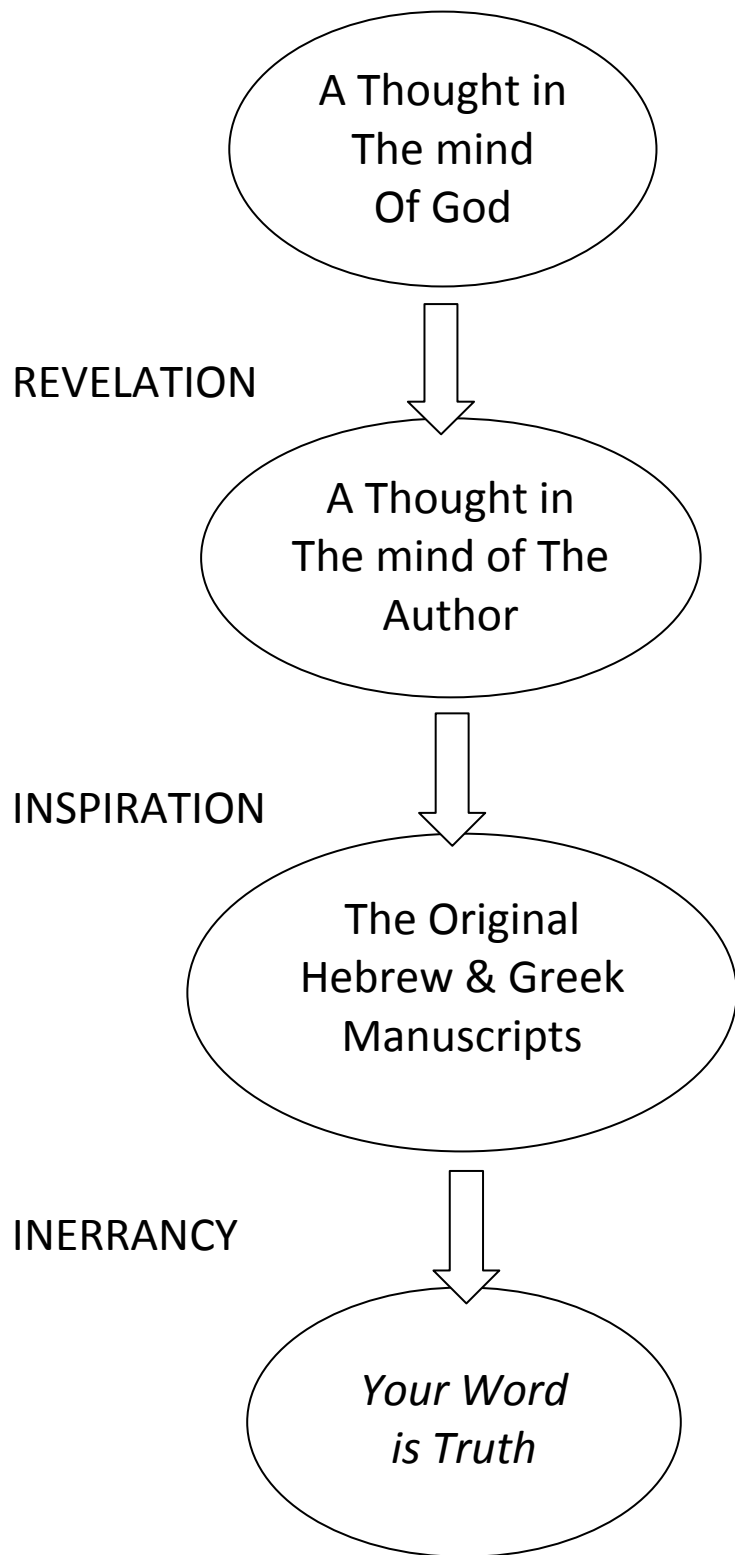 A Thought in
The mind
Of God
REVELATION
A Thought in
The mind of The
Author
INSPIRATION
The Original
Hebrew & Greek
Manuscripts
INERRANCY
Your Word
is Truth